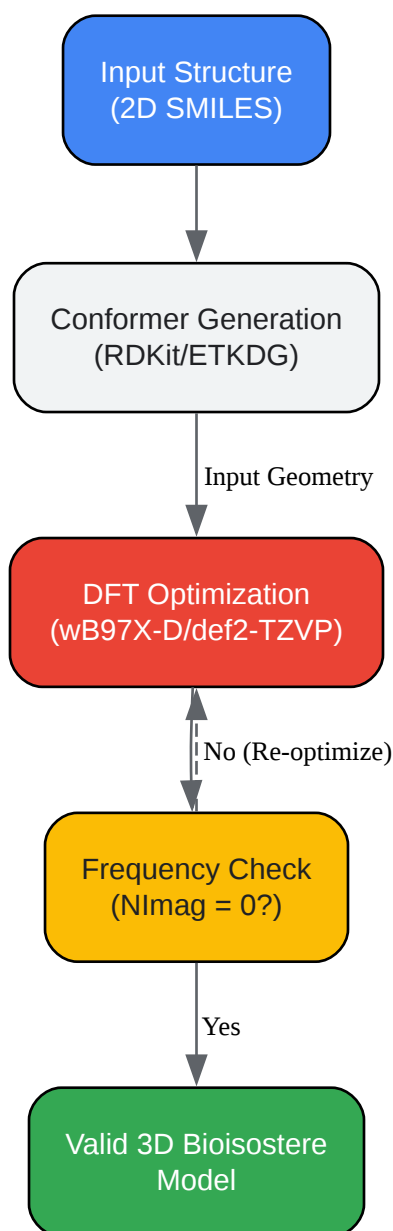 Input Structure
(2D SMILES)
Conformer Generation
(RDKit/ETKDG)
Input Geometry
DFT Optimization
(wB97X-D/def2-TZVP)
No (Re-optimize)
Frequency Check
(NImag = 0?)
Yes
Valid 3D Bioisostere
Model